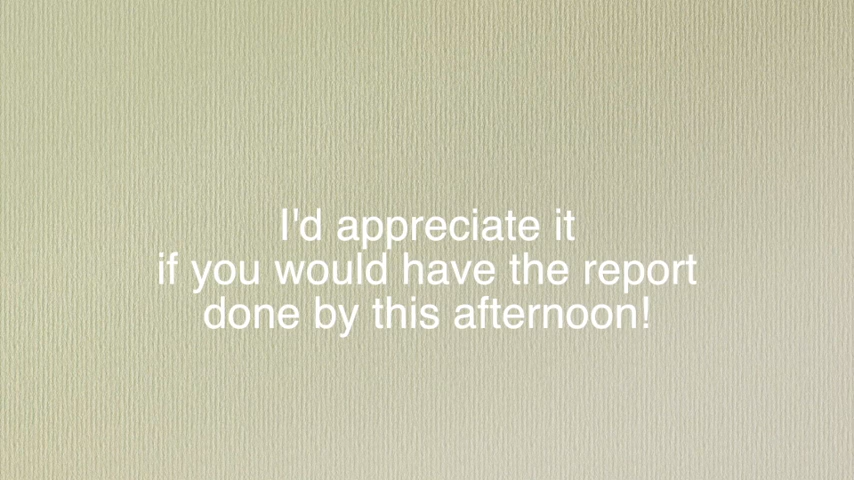 I'd appreciate it
if you would have the report
done by this afternoon!